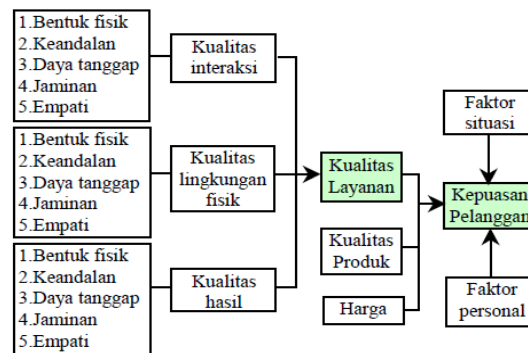 1.Bentuk fisik
2.Keandalan
3.Daya tanggap
4.Jaminan
5.Empati
Kualitas
interaksi
1.Bentuk fisik
2.Keandalan
3.Daya tanggap
4.Jaminan
5.Empati
Kualitas
lingkungan
fisik
1.Bentuk fisik
2.Keandalan
3.Daya tanggap
4.Jaminan
5.Empati
Kualitas
hasil
Kualitas
Layanan
Kualitas
Produk
Harga
Faktor
situasi
Kepuasan
Pelanggan
Faktor
personal